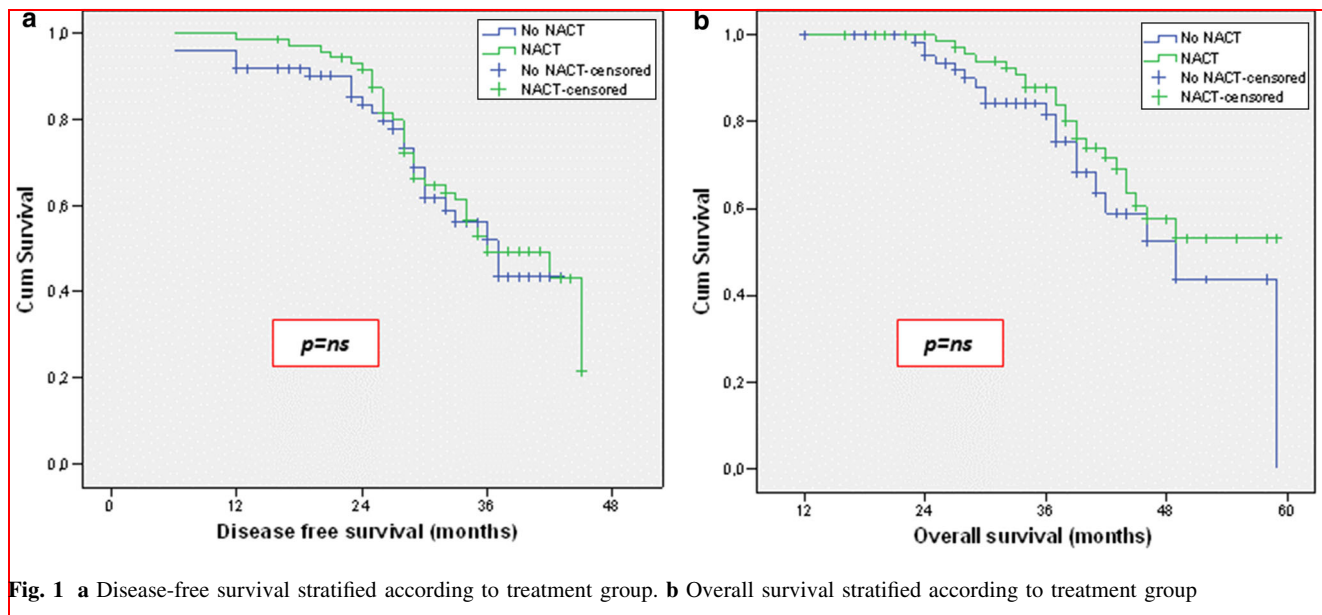 a
No NACT
NACT
No NACT-censored
NACT-censored
1,0
0,8
0,6
0,4
0,2
0,0
Cum Survival
p=ns
0 12 24 36 48
Disease free survival (months)
b
No NACT
NACT
No NACT-censored
NACT-censored
1,0
0,8
0,6
0,4
0,2
0,0
Cum Survival
p=ns
12 24 36 48 60
Overall survival (months)
Fig. 1 a Disease-free survival stratified according to treatment group. b Overall survival stratified according to treatment group